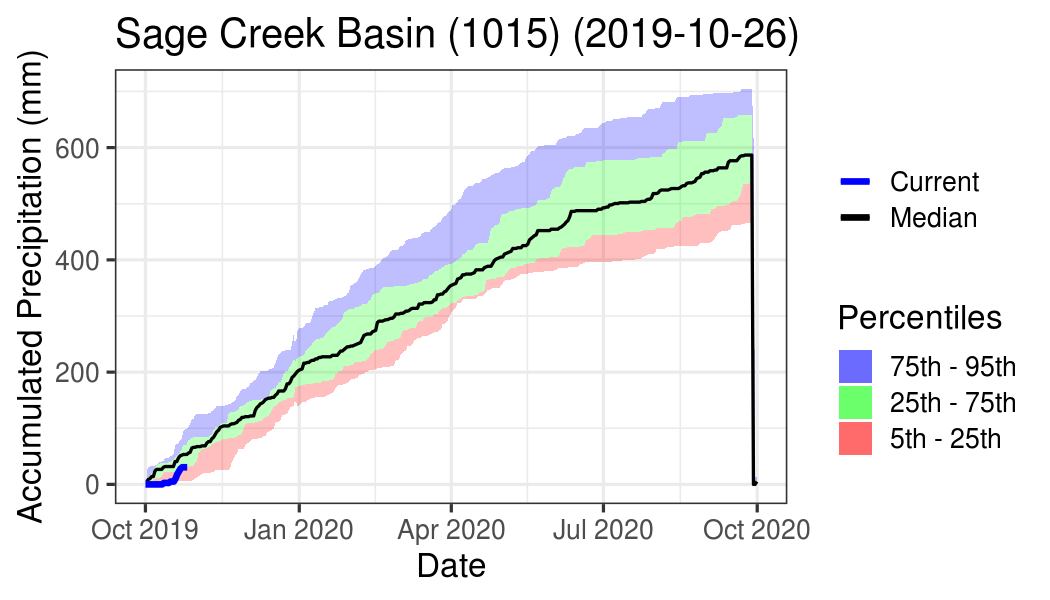 Sage Creek Basin (1015) (2019-10-26)
Accumulated Precipitation (mm)
600
400
200
0
Oct 2019
Jan 2020
Apr 2020
Jul 2020
Oct 2020
Date
Current
Median
Percentiles
75th - 95th
25th - 75th
5th - 25th